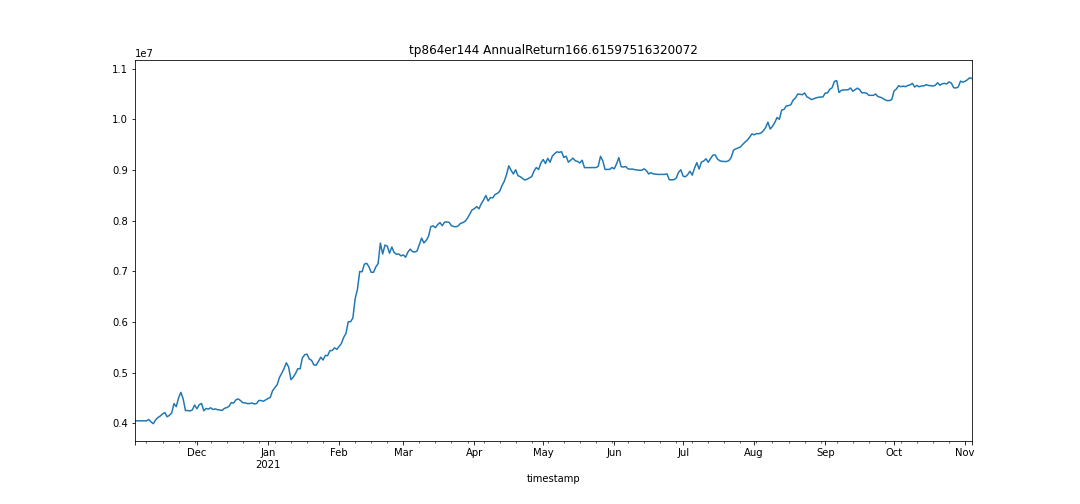 tp864er144 AnnualReturn166.61597516320072
1e7
1.1
1.0
0.9
0.8
0.7
0.6
0.5
0.4
Dec Jan Feb Mar Apr May Jun Jul Aug Sep Oct Nov
2021
timestamp